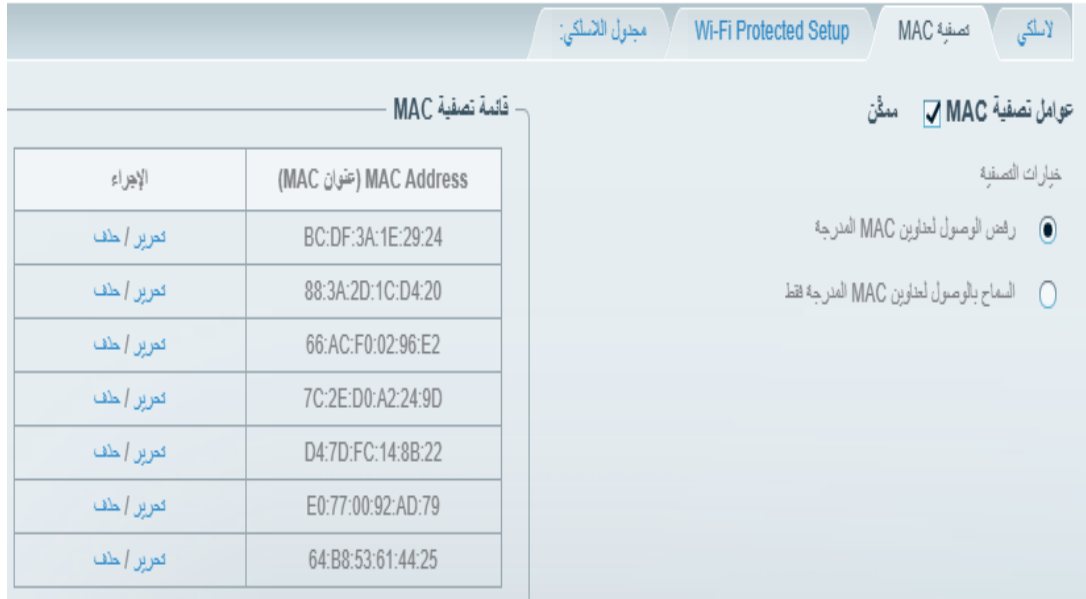 لاسلكي
تصفية MAC
Wi-Fi Protected Setup
مجدول اللاسلكي:
عوامل تصفية MAC ممكّن
خيارات التصفية
رفض الوصول لعناوين MAC المدرجة
السماح بالوصول لعناوين MAC المدرجة فقط
قائمة تصفية MAC
MAC Address (عنوان MAC) الإجراء
BC:DF:3A:1E:29:24 تحرير / حذف
88:3A:2D:1C:D4:20 تحرير / حذف
66:AC:F0:02:96:E2 تحرير / حذف
7C:2E:D0:A2:24:9D تحرير / حذف
D4:7D:FC:14:8B:22 تحرير / حذف
E0:77:00:92:AD:79 تحرير / حذف
64:B8:53:61:44:25 تحرير / حذف